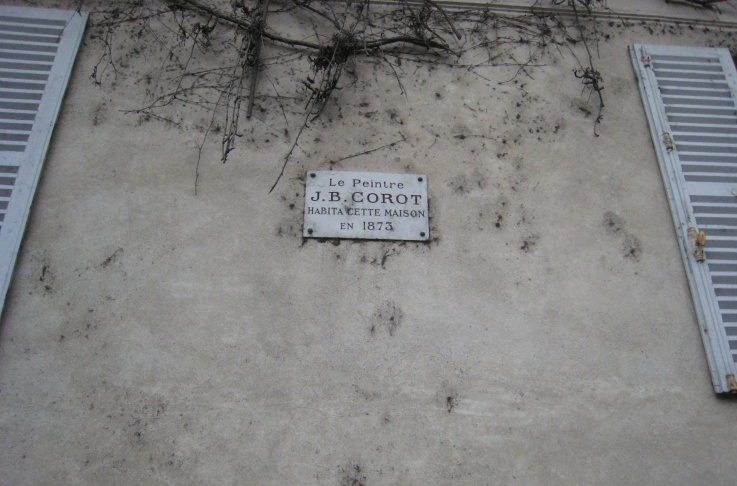 Le Peintre
J.B. COROT
HABITA CETTE MAISON
EN 1873